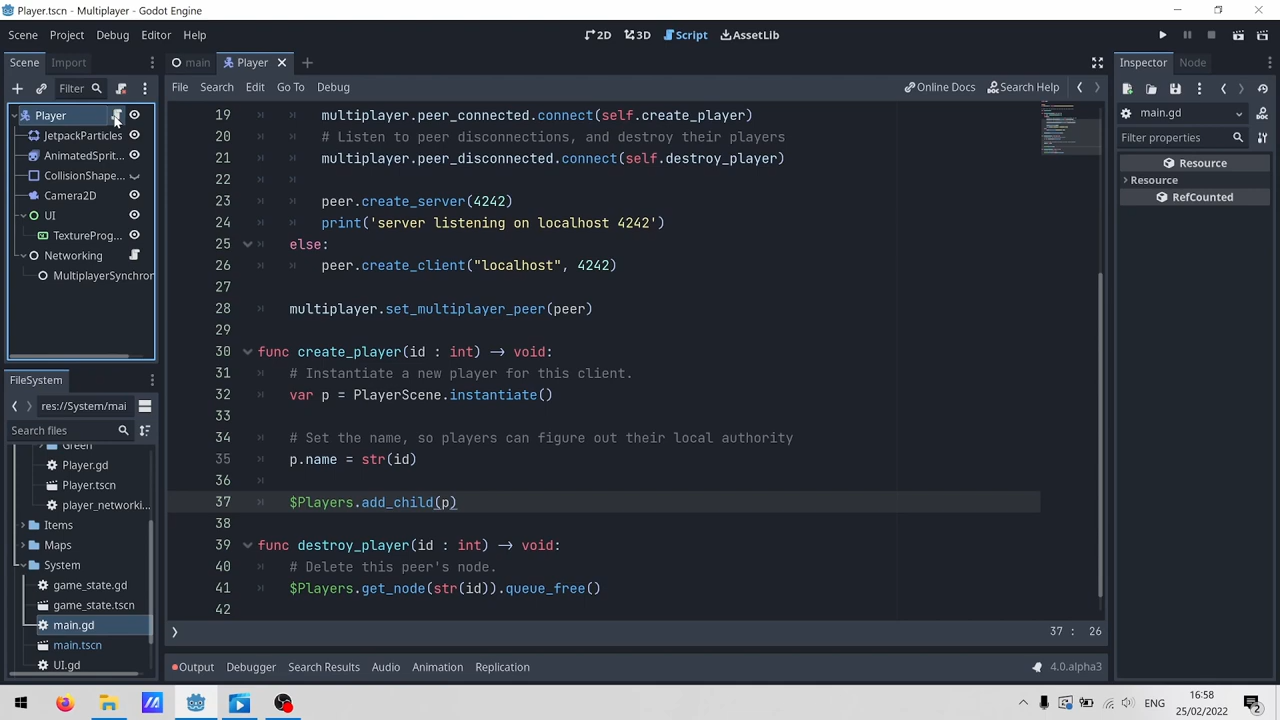 Player.tscn - Multiplayer - Godot Engine
Scene Project Debug Editor Help
2D 3D Script AssetLib
Scene Import
main Player
Inspector Node
Filter
File Search Edit Go To Debug
Online Docs Search Help
Player
JetpackParticles
AnimatedSprit...
CollisionShape...
Camera2D
UI
TextureProg...
Networking
MultiplayerSynchror
19 multiplayer.peer_connected.connect(self.create_player)
20 # Listen to peer disconnections, and destroy their players
21 multiplayer.peer_disconnected.connect(self.destroy_player)
22
23 peer.create_server(4242)
24 print('server listening on localhost 4242')
25 else:
26 peer.create_client("localhost", 4242)
27
28 multiplayer.set_multiplayer_peer(peer)
29
30 func create_player(id : int) -> void:
31 # Instantiate a new player for this client.
32 var p = PlayerScene.instantiate()
33
34 # Set the name, so players can figure out their local authority
35 p.name = str(id)
36
37 $Players.add_child(p)
38
39 func destroy_player(id : int) -> void:
40 # Delete this peer's node.
41 $Players.get_node(str(id)).queue_free()
42
37 : 26
main.gd
Filter properties
Resource
Resource
RefCounted
FileSystem
res://System/mai
Search files
Green
Player.gd
Player.tscn
player_networki...
Items
Maps
System
game_state.gd
game_state.tscn
main.gd
main.tscn
UI.gd
Output Debugger Search Results Audio Animation Replication
4.0.alpha3
ENG
16:58
25/02/2022
2